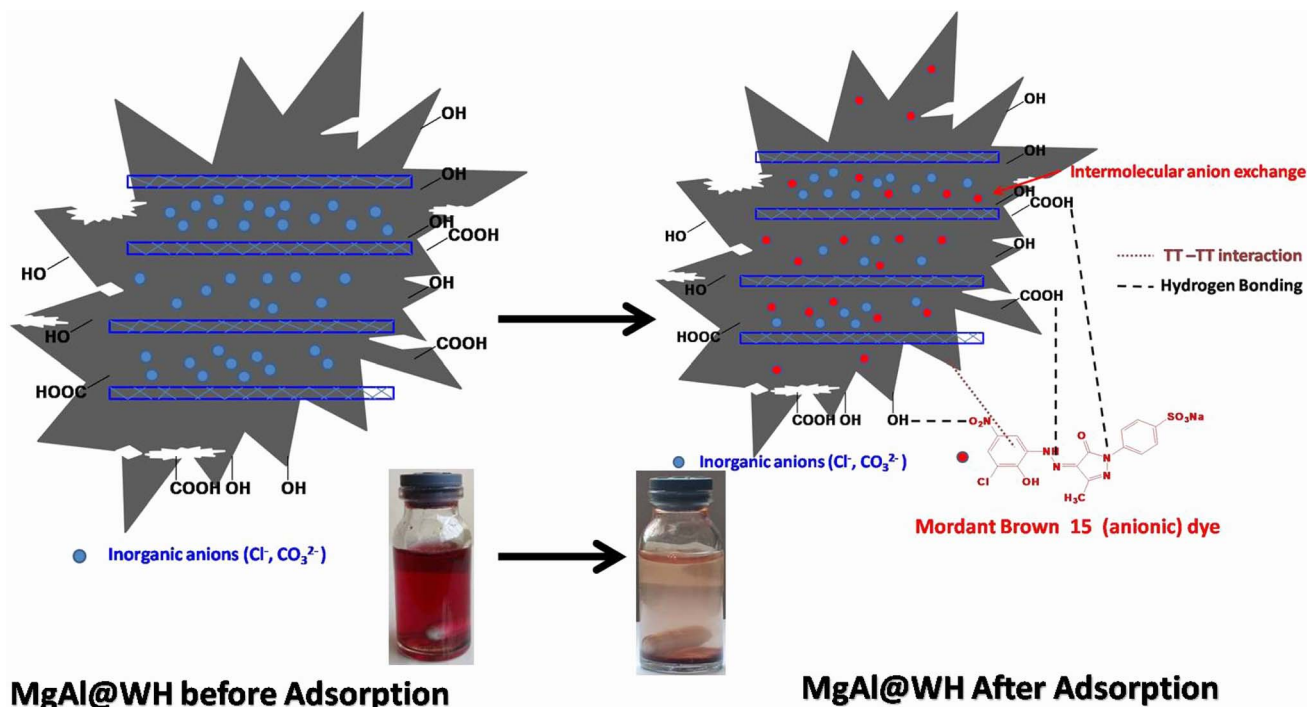 OH
OH
OH
COOH
HO
OH
HO
COOH
HOOC
COOH
OH
OH
Inorganic anions (Cl⁻, CO₃²⁻)
MgAl@WH before Adsorption
OH
OH
Intermolecular anion exchange
OH
COOH
HO
OH
TT –TT interaction
HO
COOH
Hydrogen Bonding
HOOC
COOH
OH
OH
O₂N
SO₃Na
O
N
NH
N
N
Cl
OH
H₃C
Inorganic anions (Cl⁻, CO₃²⁻)
Mordant Brown 15 (anionic) dye
MgAl@WH After Adsorption